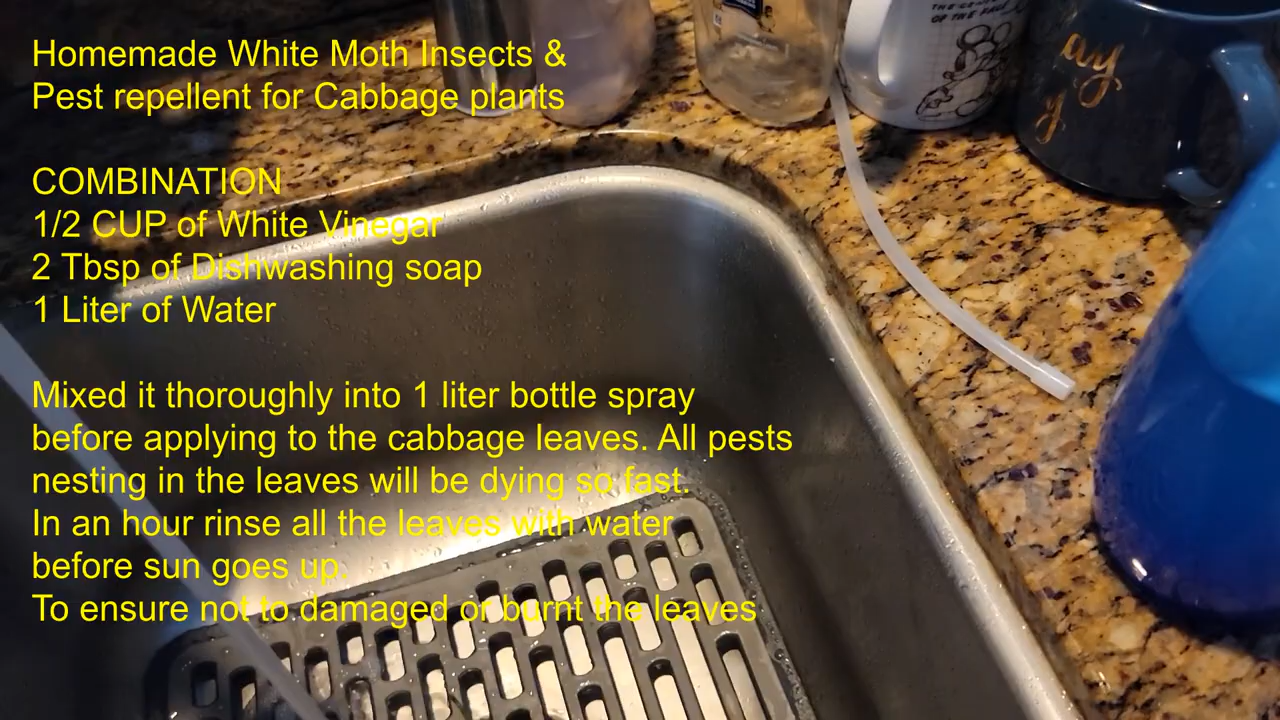 Homemade White Moth Insects &
Pest repellent for Cabbage plants
COMBINATION
1/2 CUP of White Vinegar
2 Tbsp of Dishwashing soap
1 Liter of Water
Mixed it thoroughly into 1 liter bottle spray
before applying to the cabbage leaves. All pests
nesting in the leaves will be dying so fast.
In an hour rinse all the leaves with water
before sun goes up.
To ensure not to damaged or burnt the leaves
OF THE
ay
y